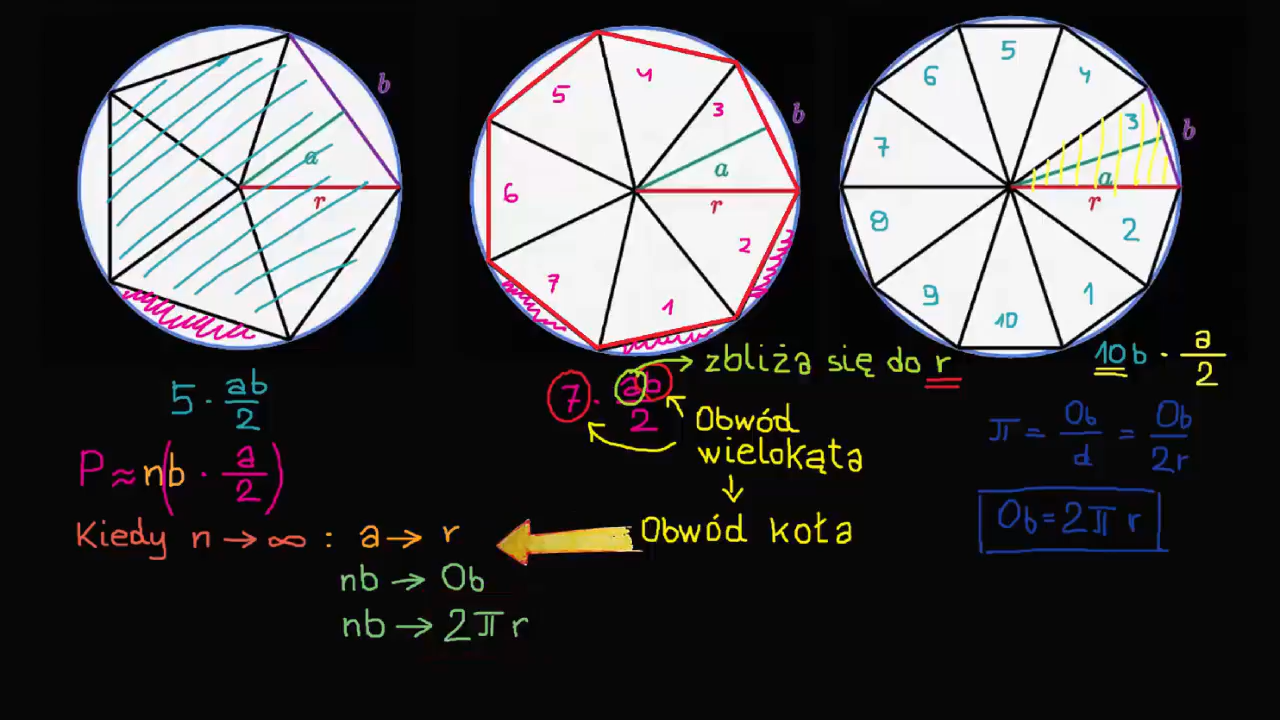 b
a
r
4
5
3
b
a
6
r
2
7
1
5
6
4
3
b
7
a
r
8
2
9
1
10
5 · ab/2
7 · ab/2
zbliża się do r
10b · a/2
Obwód
wielokąta
↓
Obwód koła
π = Ob/d = Ob/2r
Ob = 2π r
P ≈ nb · (a/2)
Kiedy n → ∞ : a → r
nb → Ob
nb → 2π r